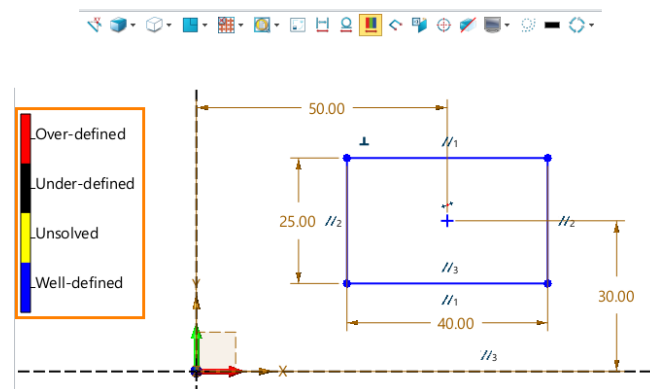 50.00
Over-defined
Under-defined
Unsolved
Well-defined
//1
25.00
//2
//2
//3
//1
30.00
40.00
//3
Y
X